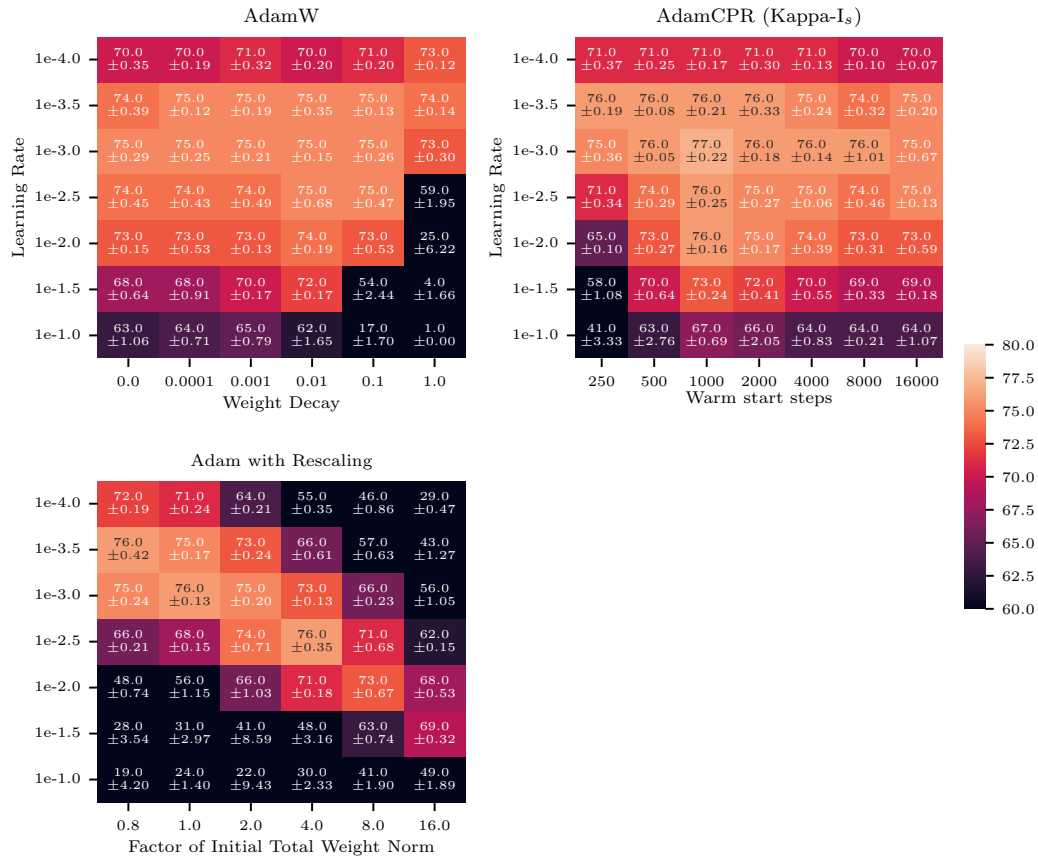 AdamW
1e-4.0 70.0 70.0 71.0 70.0 71.0 73.0
±0.35 ±0.19 ±0.32 ±0.20 ±0.20 ±0.12
1e-3.5 74.0 75.0 75.0 75.0 75.0 74.0
±0.39 ±0.12 ±0.19 ±0.35 ±0.13 ±0.14
1e-3.0 75.0 75.0 75.0 75.0 75.0 73.0
±0.29 ±0.25 ±0.21 ±0.15 ±0.26 ±0.30
1e-2.5 74.0 74.0 74.0 75.0 75.0 59.0
±0.45 ±0.43 ±0.49 ±0.68 ±0.47 ±1.95
1e-2.0 73.0 73.0 73.0 74.0 73.0 25.0
±0.15 ±0.53 ±0.13 ±0.19 ±0.53 ±6.22
1e-1.5 68.0 68.0 70.0 72.0 54.0 4.0
±0.64 ±0.91 ±0.17 ±0.17 ±2.44 ±1.66
1e-1.0 63.0 64.0 65.0 62.0 17.0 1.0
±1.06 ±0.71 ±0.79 ±1.65 ±1.70 ±0.00
0.0 0.0001 0.001 0.01 0.1 1.0
Weight Decay
Learning Rate
AdamCPR (Kappa-Iₛ)
1e-4.0 71.0 71.0 71.0 71.0 71.0 70.0 70.0
±0.37 ±0.25 ±0.17 ±0.30 ±0.13 ±0.10 ±0.07
1e-3.5 76.0 76.0 76.0 76.0 75.0 74.0 75.0
±0.19 ±0.08 ±0.21 ±0.33 ±0.24 ±0.32 ±0.20
1e-3.0 75.0 76.0 77.0 76.0 76.0 76.0 75.0
±0.36 ±0.05 ±0.22 ±0.18 ±0.14 ±1.01 ±0.67
1e-2.5 71.0 74.0 76.0 75.0 75.0 74.0 75.0
±0.34 ±0.29 ±0.25 ±0.27 ±0.06 ±0.46 ±0.13
1e-2.0 65.0 73.0 76.0 75.0 74.0 73.0 73.0
±0.10 ±0.27 ±0.16 ±0.17 ±0.39 ±0.31 ±0.59
1e-1.5 58.0 70.0 73.0 72.0 70.0 69.0 69.0
±1.08 ±0.64 ±0.24 ±0.41 ±0.55 ±0.33 ±0.18
1e-1.0 41.0 63.0 67.0 66.0 64.0 64.0 64.0
±3.33 ±2.76 ±0.69 ±2.05 ±0.83 ±0.21 ±1.07
250 500 1000 2000 4000 8000 16000
Warm start steps
Learning Rate
Adam with Rescaling
1e-4.0 72.0 71.0 64.0 55.0 46.0 29.0
±0.19 ±0.24 ±0.21 ±0.35 ±0.86 ±0.47
1e-3.5 76.0 75.0 73.0 66.0 57.0 43.0
±0.42 ±0.17 ±0.24 ±0.61 ±0.63 ±1.27
1e-3.0 75.0 76.0 75.0 73.0 66.0 56.0
±0.24 ±0.13 ±0.20 ±0.13 ±0.23 ±1.05
1e-2.5 66.0 68.0 74.0 76.0 71.0 62.0
±0.21 ±0.15 ±0.71 ±0.35 ±0.68 ±0.15
1e-2.0 48.0 56.0 66.0 71.0 73.0 68.0
±0.74 ±1.15 ±1.03 ±0.18 ±0.67 ±0.53
1e-1.5 28.0 31.0 41.0 48.0 63.0 69.0
±3.54 ±2.97 ±8.59 ±3.16 ±0.74 ±0.32
1e-1.0 19.0 24.0 22.0 30.0 41.0 49.0
±4.20 ±1.40 ±9.43 ±2.33 ±1.90 ±1.89
0.8 1.0 2.0 4.0 8.0 16.0
Factor of Initial Total Weight Norm
80.0
77.5
75.0
72.5
70.0
67.5
65.0
62.5
60.0